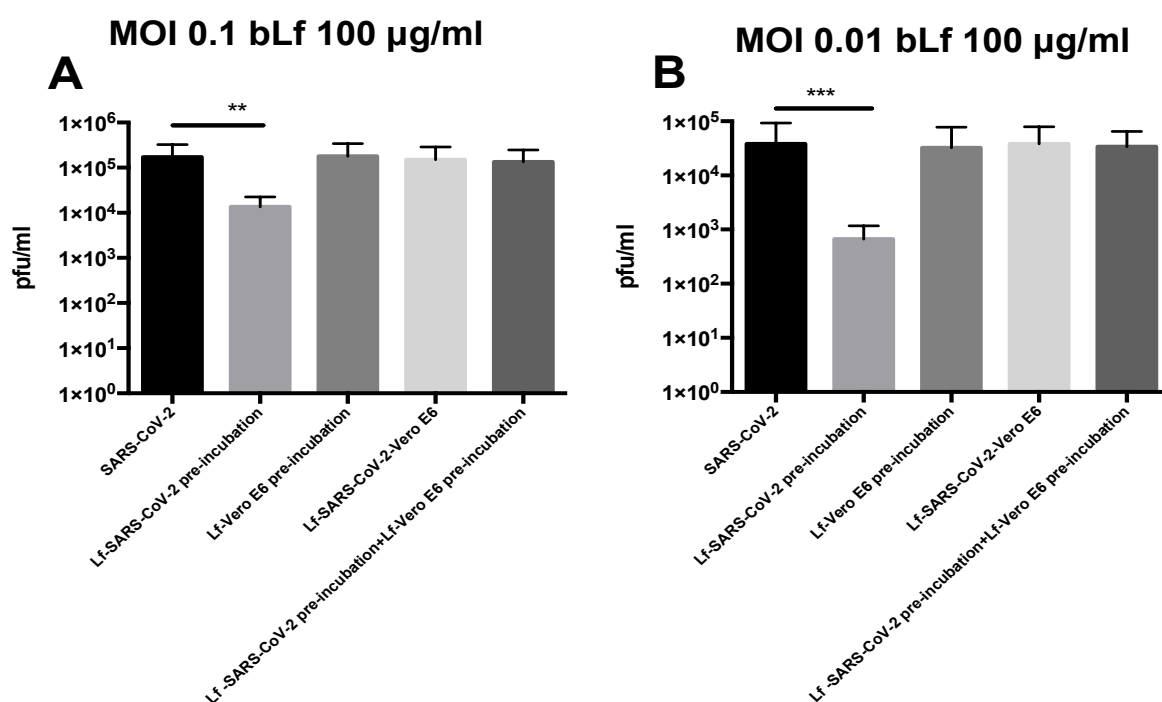 MOI 0.1 bLf 100 µg/ml
A
**
pfu/ml
1×10⁶
1×10⁵
1×10⁴
1×10³
1×10²
1×10¹
1×10⁰
SARS-CoV-2
Lf-SARS-CoV-2 pre-incubation
Lf-Vero E6 pre-incubation
Lf-SARS-CoV-2-Vero E6
Lf -SARS-CoV-2 pre-incubation+Lf-Vero E6 pre-incubation
MOI 0.01 bLf 100 µg/ml
B
***
pfu/ml
1×10⁵
1×10⁴
1×10³
1×10²
1×10¹
1×10⁰
SARS-CoV-2
Lf-SARS-CoV-2 pre-incubation
Lf-Vero E6 pre-incubation
Lf-SARS-CoV-2-Vero E6
Lf -SARS-CoV-2 pre-incubation+Lf-Vero E6 pre-incubation